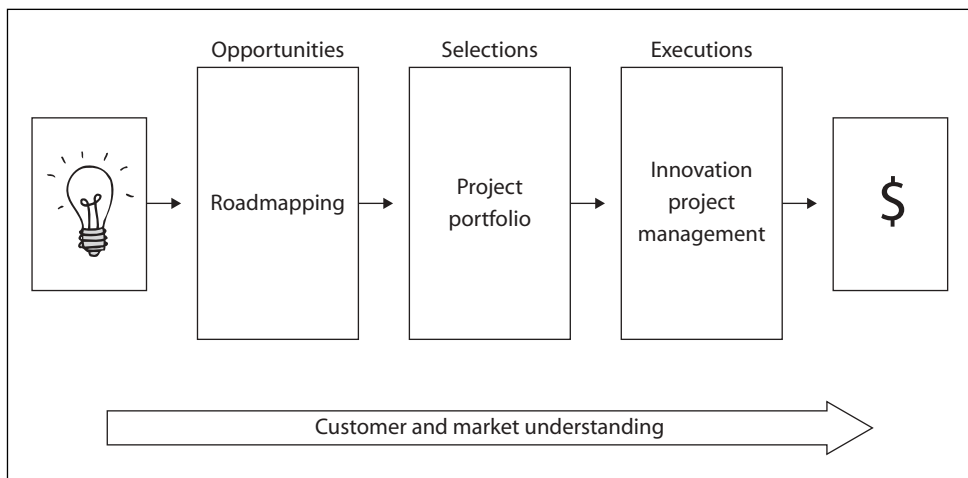 Opportunities
Selections
Executions
Roadmapping
Project
portfolio
Innovation
project
management
$
Customer and market understanding